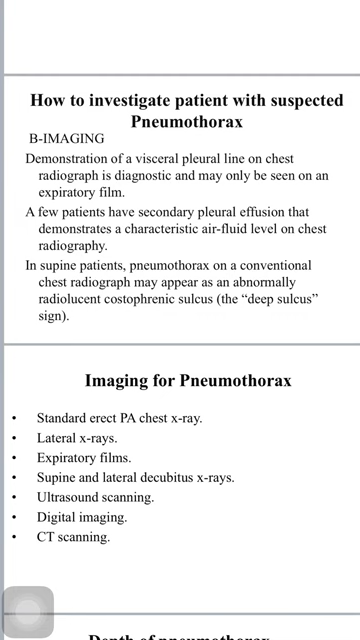 How to investigate patient with suspected
Pneumothorax
B-IMAGING
Demonstration of a visceral pleural line on chest
radiograph is diagnostic and may only be seen on an
expiratory film.
A few patients have secondary pleural effusion that
demonstrates a characteristic air-fluid level on chest
radiography.
In supine patients, pneumothorax on a conventional
chest radiograph may appear as an abnormally
radiolucent costophrenic sulcus (the “deep sulcus”
sign).
Imaging for Pneumothorax
• Standard erect PA chest x-ray.
• Lateral x-rays.
• Expiratory films.
• Supine and lateral decubitus x-rays.
• Ultrasound scanning.
• Digital imaging.
• CT scanning.
Depth of pneumothorax